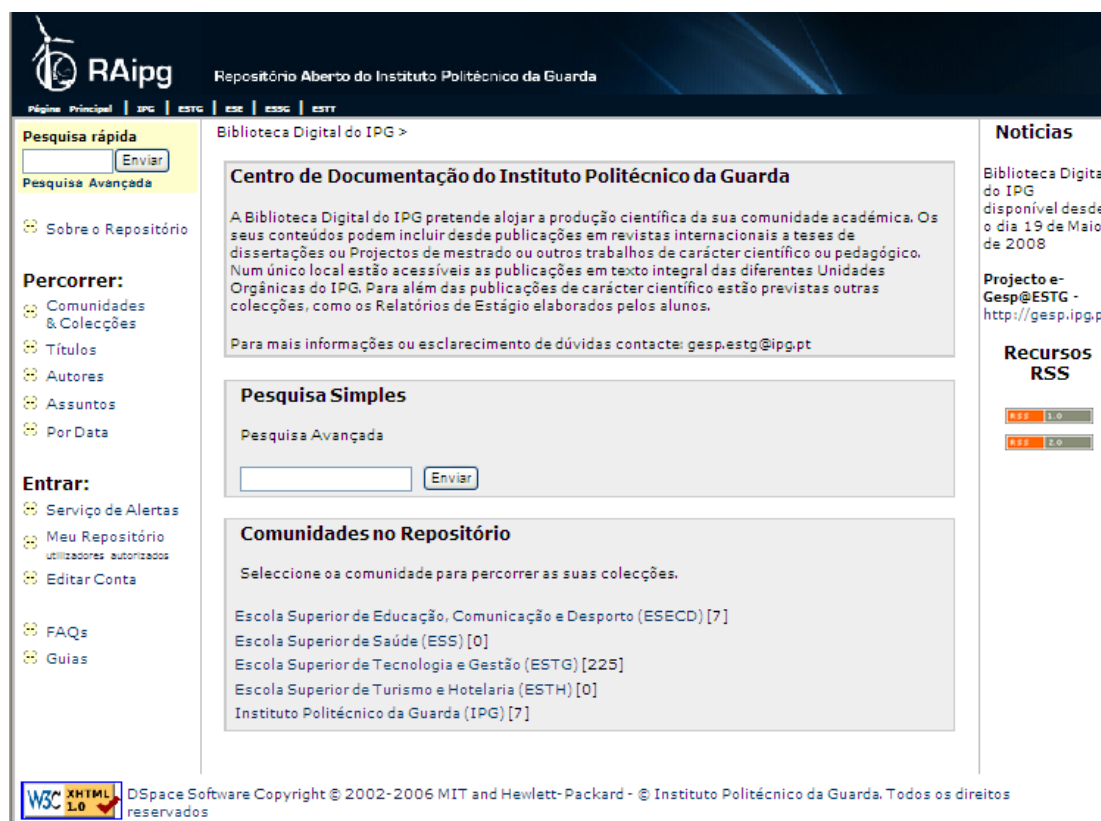 RAipg
Repositório Aberto do Instituto Politécnico da Guarda
Página Principal | IPG | ESTG | ESE | ESSG | ESTT
Pesquisa rápida
Enviar
Pesquisa Avançada
Sobre o Repositório
Percorrer:
Comunidades
& Colecções
Títulos
Autores
Assuntos
Por Data
Entrar:
Serviço de Alertas
Meu Repositório
utilizadores autorizados
Editar Conta
FAQs
Guias
Biblioteca Digital do IPG >
Centro de Documentação do Instituto Politécnico da Guarda
A Biblioteca Digital do IPG pretende alojar a produção científica da sua comunidade académica. Os
seus conteúdos podem incluir desde publicações em revistas internacionais a teses de
dissertações ou Projectos de mestrado ou outros trabalhos de carácter científico ou pedagógico.
Num único local estão acessíveis as publicações em texto integral das diferentes Unidades
Orgânicas do IPG. Para além das publicações de carácter científico estão previstas outras
colecções, como os Relatórios de Estágio elaborados pelos alunos.
Para mais informações ou esclarecimento de dúvidas contacte: gesp.estg@ipg.pt
Pesquisa Simples
Pesquisa Avançada
Enviar
Comunidades no Repositório
Seleccione oa comunidade para percorrer as suas colecções.
Escola Superior de Educação, Comunicação e Desporto (ESECD) [7]
Escola Superior de Saúde (ESS) [0]
Escola Superior de Tecnologia e Gestão (ESTG) [225]
Escola Superior de Turismo e Hotelaria (ESTH) [0]
Instituto Politécnico da Guarda (IPG) [7]
Noticias
Biblioteca Digita
do IPG
disponível desde
o dia 19 de Maio
de 2008
Projecto e-
Gesp@ESTG -
http://gesp.ipg.p
Recursos
RSS
RSS 1.0
RSS 2.0
W3C XHTML
1.0
DSpace Software Copyright © 2002-2006 MIT and Hewlett-Packard - © Instituto Politécnico da Guarda. Todos os direitos
reservados